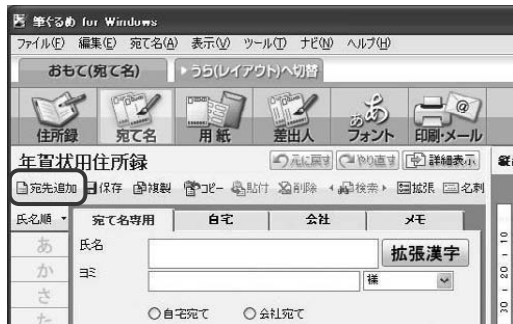 筆ぐるめ for Windows
ファイル(F) 編集(E) 宛て名(A) 表示(V) ツール(T) ナビ(N) ヘルプ(H)
おもて(宛て名) うら(レイアウト)へ切替
住所録 宛て名 用紙 差出人 フォント 印刷・メール
年賀状用住所録 元に戻す やり直す 詳細表示
宛先追加 保存 複製 コピー 貼付 削除 検索 拡張 名刺
氏名順 宛て名専用 自宅 会社 メモ
あ 氏名 拡張漢字
か ヨミ 様
さ
た 自宅宛て 会社宛て
10
20
30